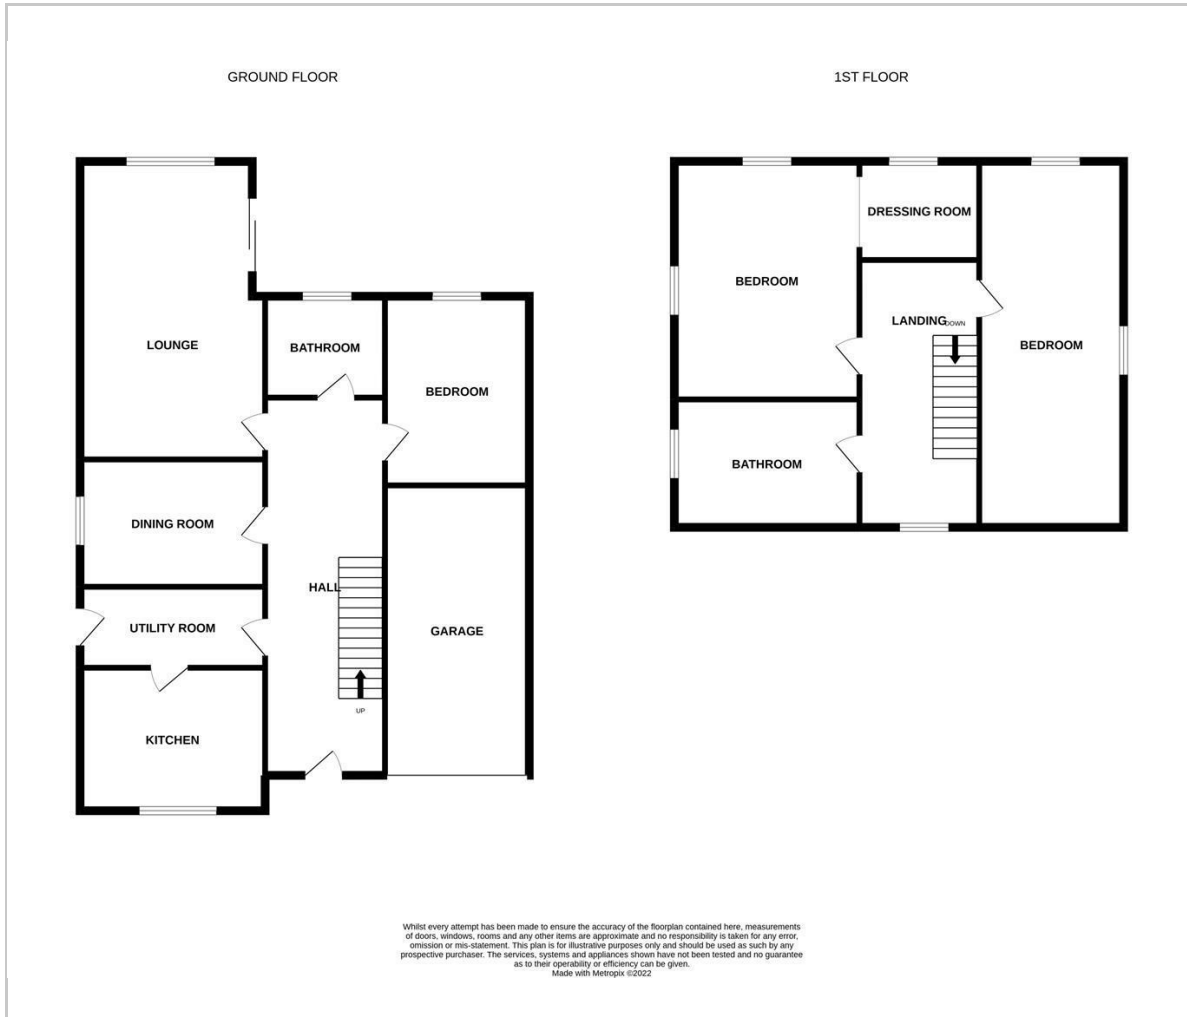 GROUND FLOOR
LOUNGE
BATHROOM
BEDROOM
DINING ROOM
HALL
UTILITY ROOM
GARAGE
UP
KITCHEN
1ST FLOOR
DRESSING ROOM
BEDROOM
LANDING
DOWN
BEDROOM
BATHROOM
Whilst every attempt has been made to ensure the accuracy of the floorplan contained here, measurements
of doors, windows, rooms and any other items are approximate and no responsibility is taken for any error,
omission or mis-statement. This plan is for illustrative purposes only and should be used as such by any
prospective purchaser. The services, systems and appliances shown have not been tested and no guarantee
as to their operability or efficiency can be given.
Made with Metropix ©2022